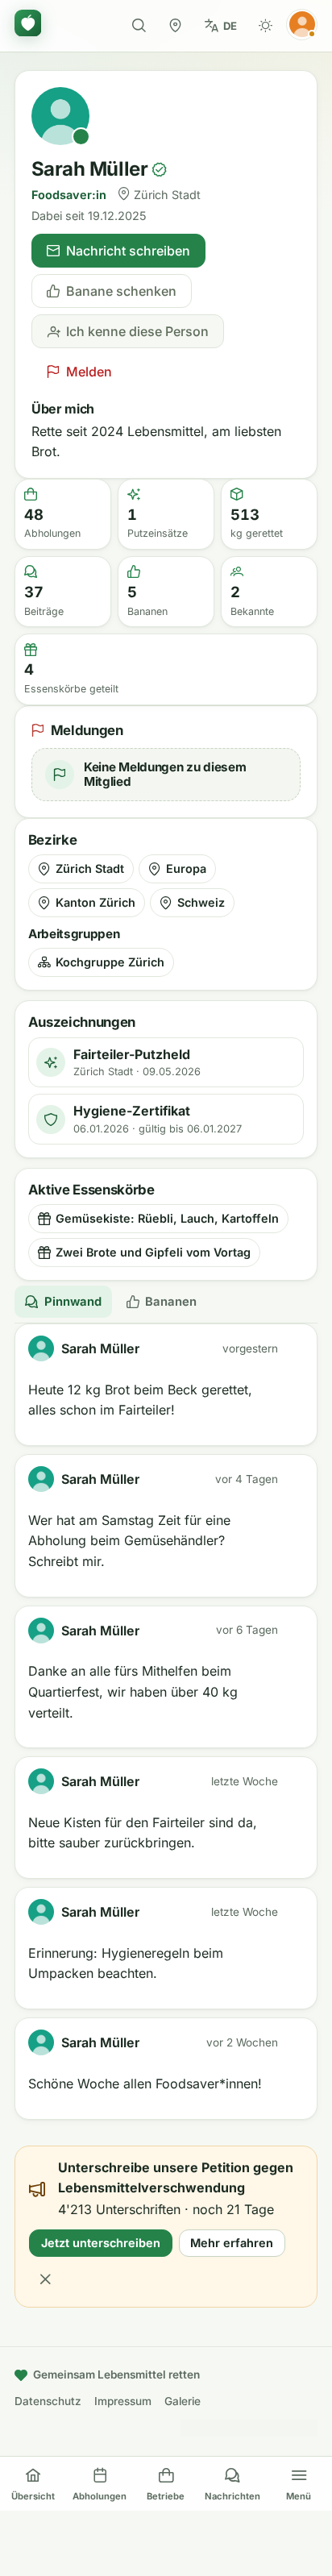 DE
Sarah Müller
Foodsaver:in Zürich Stadt
Dabei seit 19.12.2025
Nachricht schreiben
Banane schenken
Ich kenne diese Person
Melden
Über mich
Rette seit 2024 Lebensmittel, am liebsten
Brot.
48
Abholungen
1
Putzeinsätze
513
kg gerettet
37
Beiträge
5
Bananen
2
Bekannte
4
Essenskörbe geteilt
Meldungen
Keine Meldungen zu diesem
Mitglied
Bezirke
Zürich Stadt
Europa
Kanton Zürich
Schweiz
Arbeitsgruppen
Kochgruppe Zürich
Auszeichnungen
Fairteiler-Putzheld
Zürich Stadt · 09.05.2026
Hygiene-Zertifikat
06.01.2026 · gültig bis 06.01.2027
Aktive Essenskörbe
Gemüsekiste: Rüebli, Lauch, Kartoffeln
Zwei Brote und Gipfeli vom Vortag
Pinnwand
Bananen
Sarah Müller vorgestern
Heute 12 kg Brot beim Beck gerettet,
alles schon im Fairteiler!
Sarah Müller vor 4 Tagen
Wer hat am Samstag Zeit für eine
Abholung beim Gemüsehändler?
Schreibt mir.
Sarah Müller vor 6 Tagen
Danke an alle fürs Mithelfen beim
Quartierfest, wir haben über 40 kg
verteilt.
Sarah Müller letzte Woche
Neue Kisten für den Fairteiler sind da,
bitte sauber zurückbringen.
Sarah Müller letzte Woche
Erinnerung: Hygieneregeln beim
Umpacken beachten.
Sarah Müller vor 2 Wochen
Schöne Woche allen Foodsaver*innen!
Unterschreibe unsere Petition gegen
Lebensmittelverschwendung
4'213 Unterschriften · noch 21 Tage
Jetzt unterschreiben
Mehr erfahren
Gemeinsam Lebensmittel retten
Datenschutz Impressum Galerie
Übersicht Abholungen Betriebe Nachrichten Menü